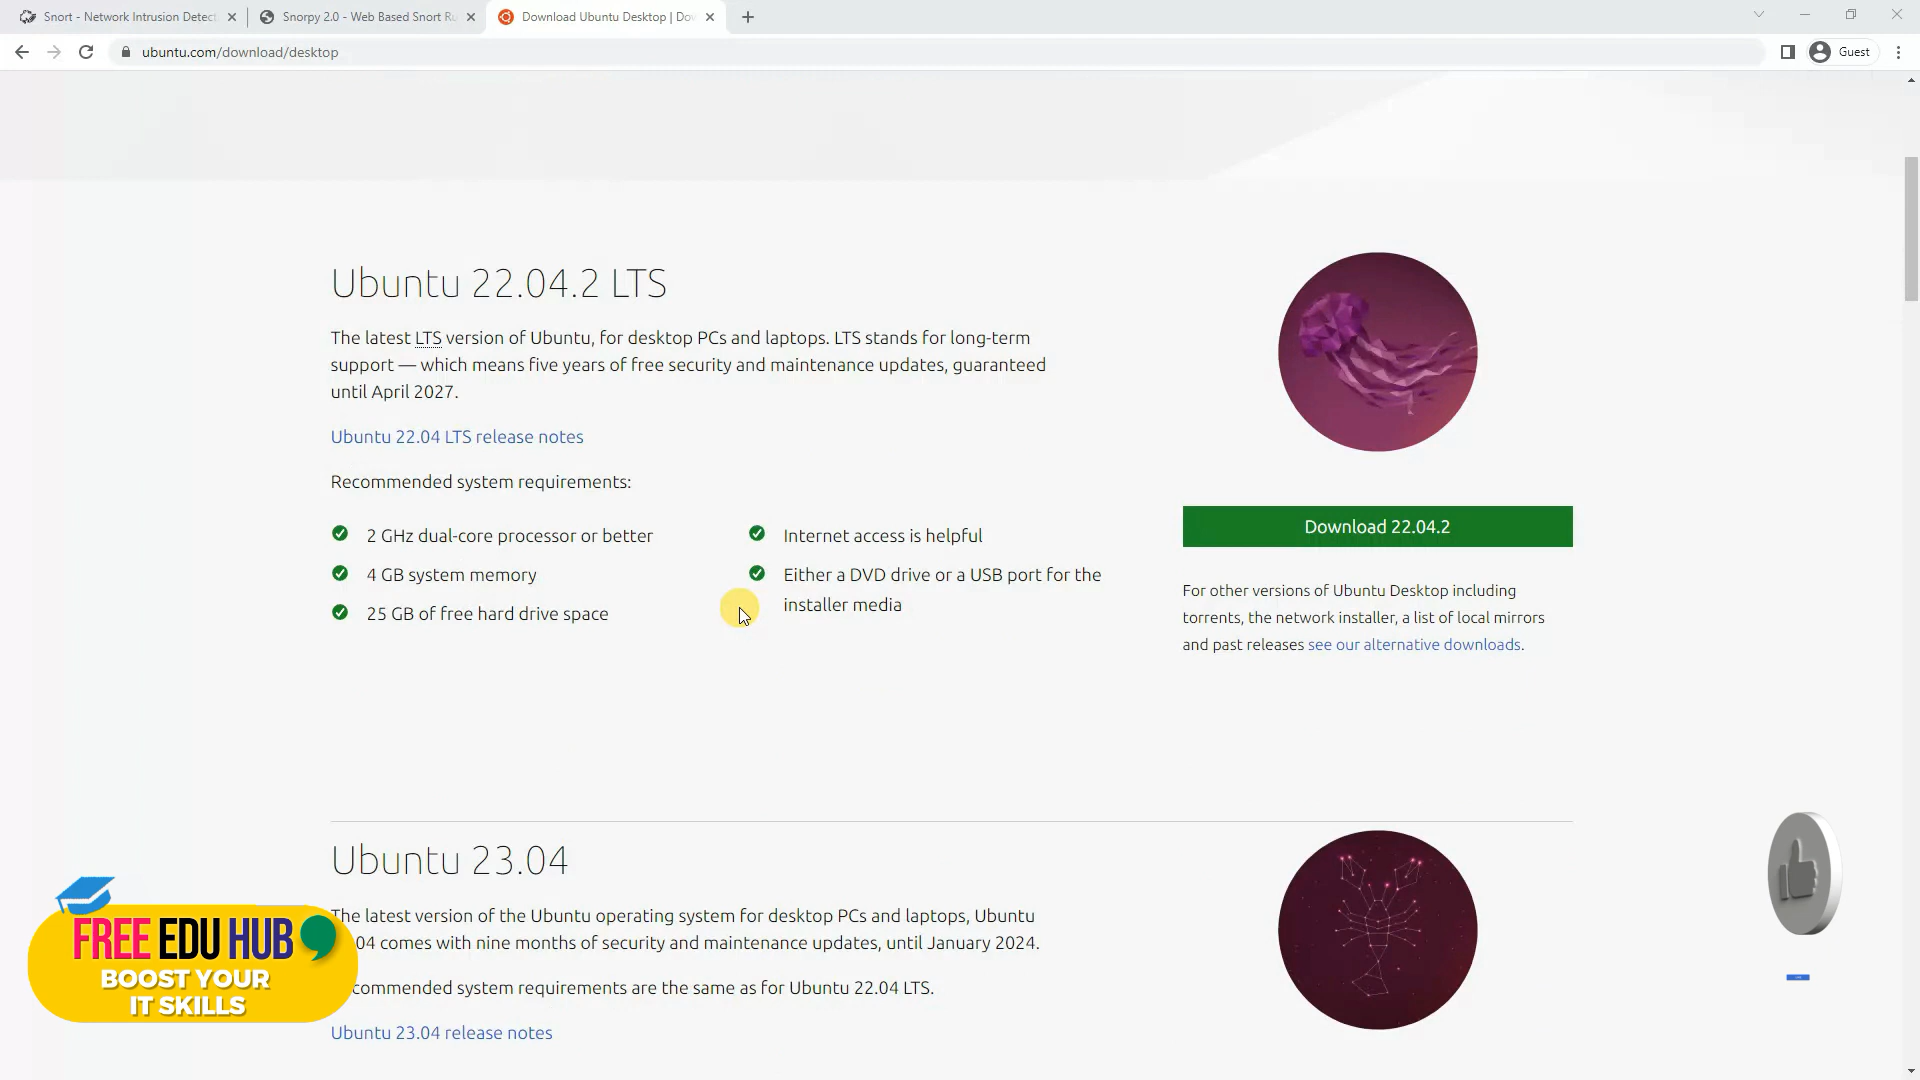 Snort - Network Intrusion Detect
Snorpy 2.0 - Web Based Snort Ru
Download Ubuntu Desktop | Do
ubuntu.com/download/desktop
Guest
Ubuntu 22.04.2 LTS
The latest LTS version of Ubuntu, for desktop PCs and laptops. LTS stands for long-term
support — which means five years of free security and maintenance updates, guaranteed
until April 2027.
Ubuntu 22.04 LTS release notes
Recommended system requirements:
2 GHz dual-core processor or better
4 GB system memory
25 GB of free hard drive space
Internet access is helpful
Either a DVD drive or a USB port for the
installer media
Download 22.04.2
For other versions of Ubuntu Desktop including
torrents, the network installer, a list of local mirrors
and past releases see our alternative downloads.
Ubuntu 23.04
The latest version of the Ubuntu operating system for desktop PCs and laptops, Ubuntu
04 comes with nine months of security and maintenance updates, until January 2024.
commended system requirements are the same as for Ubuntu 22.04 LTS.
Ubuntu 23.04 release notes
FREE EDU HUB
BOOST YOUR
IT SKILLS